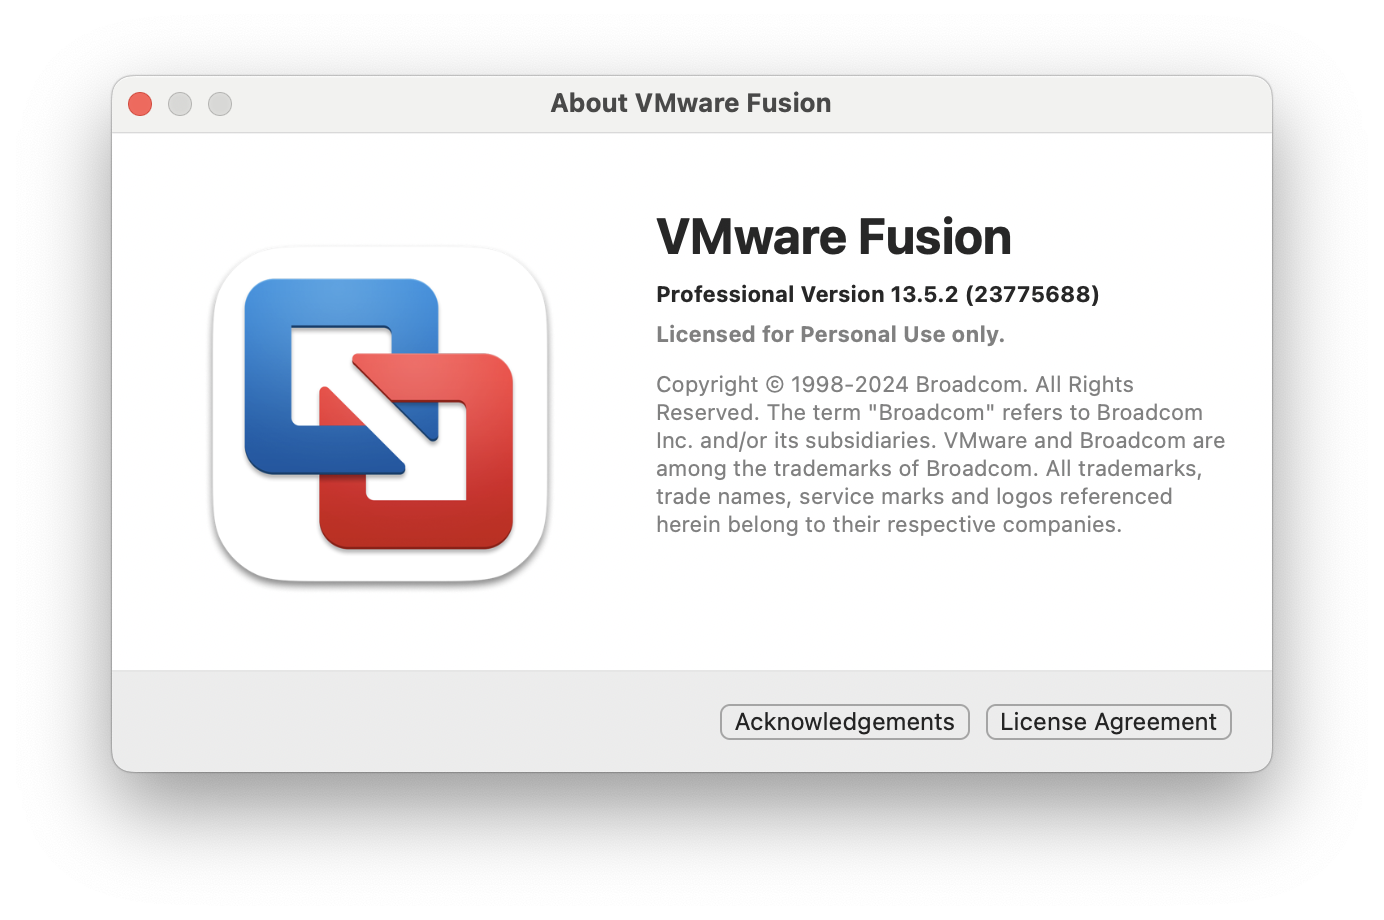 About VMware Fusion
VMware Fusion
Professional Version 13.5.2 (23775688)
Licensed for Personal Use only.
Copyright © 1998-2024 Broadcom. All Rights
Reserved. The term "Broadcom" refers to Broadcom
Inc. and/or its subsidiaries. VMware and Broadcom are
among the trademarks of Broadcom. All trademarks,
trade names, service marks and logos referenced
herein belong to their respective companies.
Acknowledgements
License Agreement